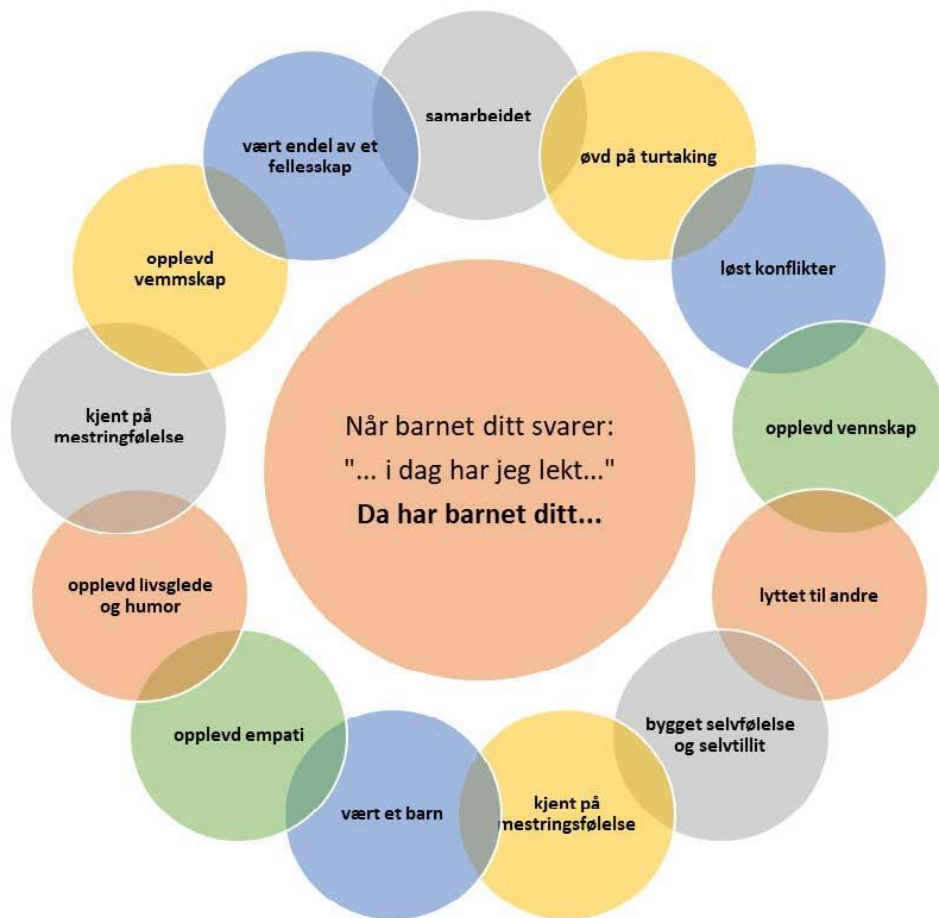 Når barnet ditt svarer:
"... i dag har jeg lekt..."
Da har barnet ditt...
samarbeidet
øvd på turtaking
løst konflikter
opplevd vennskap
lyttet til andre
bygget selvfølelse
og selvtillit
kjent på
mestringsfølelse
vært et barn
opplevd empati
opplevd livsglede
og humor
kjent på
mestringfølelse
opplevd
vemmskap
vært endel av et
fellesskap